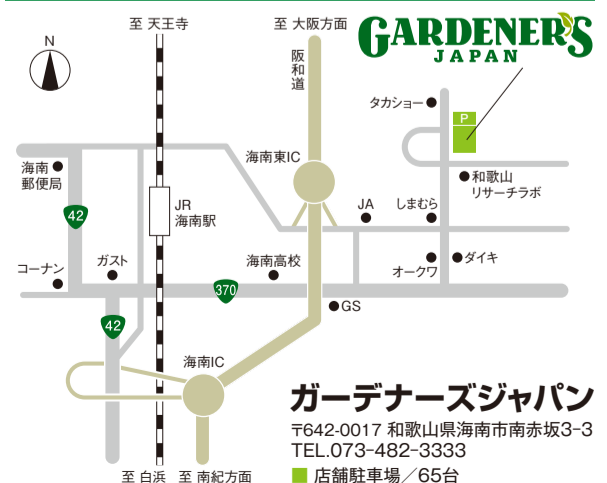 至 天王寺
至 大阪方面
GARDENER'S
JAPAN
N
阪和道
タカショー
P
海南東IC
海南
郵便局
和歌山
リサーチラボ
42
JR
海南駅
JA
しまむら
コーナン
ガスト
海南高校
オークワ
ダイキ
370
GS
42
海南IC
ガーデナーズジャパン
〒642-0017 和歌山県海南市南赤坂3-3
TEL.073-482-3333
至 白浜
至 南紀方面
店舗駐車場／65台